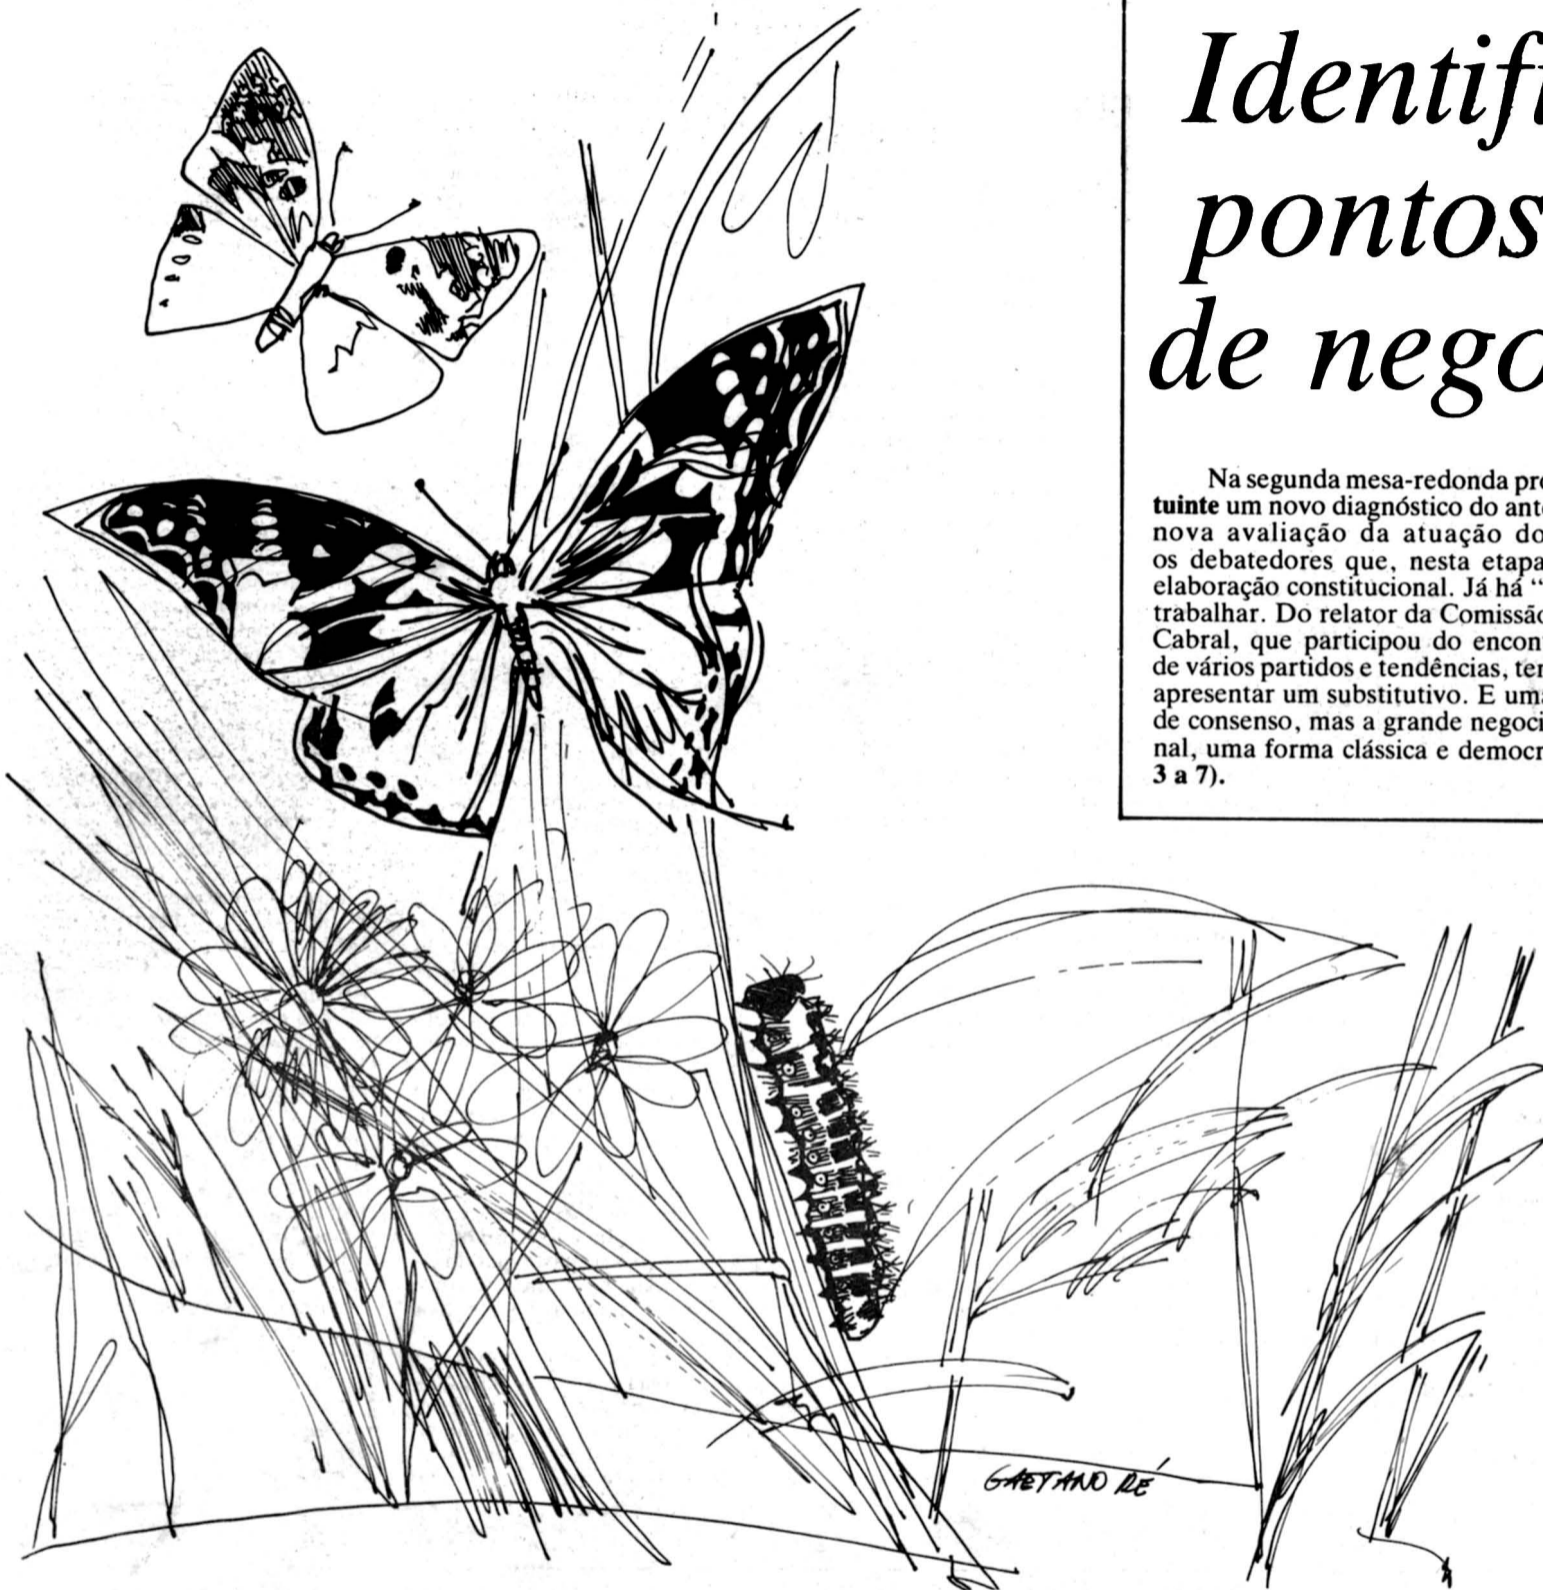 Identifi
pontos
de nego
Na segunda mesa-redonda pro
tuinte um novo diagnóstico do ante
nova avaliação da atuação do
os debatedores que, nesta etapa
elaboração constitucional. Já há “
trabalhar. Do relator da Comissão
Cabral, que participou do encon
de vários partidos e tendências, ter
apresentar um substitutivo. E uma
de consenso, mas a grande negoci
nal, uma forma clássica e democr
3 a 7).
GAETANO RÉ